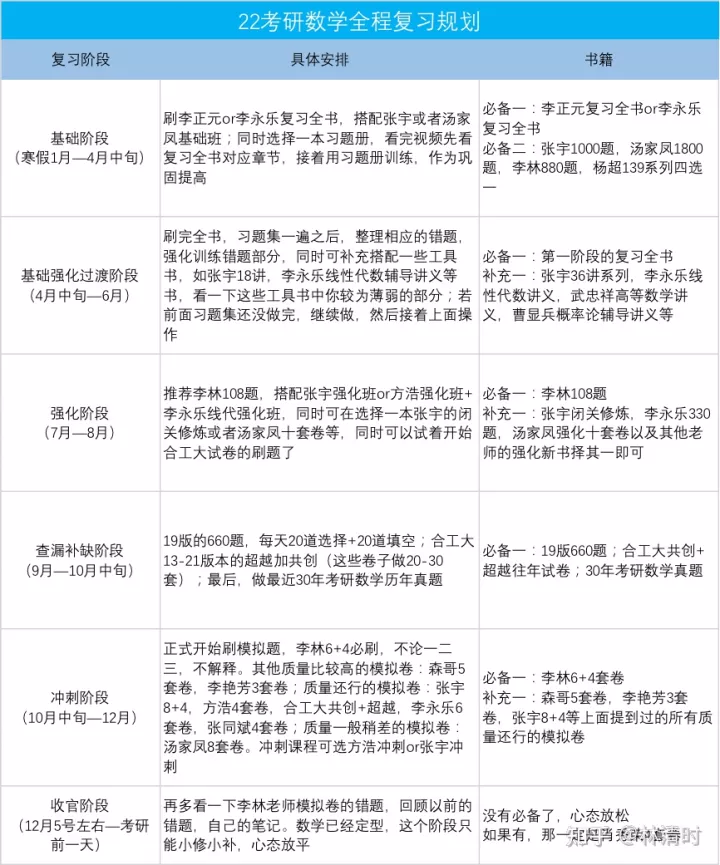 22考研数学全程复习规划
复习阶段
具体安排
书籍
基础阶段
（寒假1月—4月中旬）
刷李正元or李永乐复习全书，搭配张宇或者汤家
凤基础班；同时选择一本习题册，看完视频先看
复习全书对应章节，接着用习题册训练，作为巩
固提高
必备一：李正元复习全书or李永乐
复习全书
必备二：张宇1000题，汤家凤1800
题，李林880题，杨超139系列四选
一
基础强化过渡阶段
（4月中旬—6月）
刷完全书，习题集一遍之后，整理相应的错题，
强化训练错题部分，同时可补充搭配一些工具
书，如张宇18讲，李永乐线性代数辅导讲义等
书，看一下这些工具书中你较为薄弱的部分；若
前面习题集还没做完，继续做，然后接着上面操
作
必备一：第一阶段的复习全书
补充一：张宇36讲系列，李永乐线
性代数讲义，武忠祥高等数学讲
义，曹显兵概率论辅导讲义等
强化阶段
（7月—8月）
推荐李林108题，搭配张宇强化班or方浩强化班+
李永乐线代强化班，同时可在选择一本张宇的闭
关修炼或者汤家凤十套卷等，同时可以试着开始
合工大试卷的刷题了
必备一：李林108题
补充一：张宇闭关修炼，李永乐330
题，汤家凤强化十套卷以及其他老
师的强化新书择其一即可
查漏补缺阶段
（9月—10月中旬）
19版的660题，每天20道选择+20道填空；合工大
13-21版本的超越加共创（这些卷子做20-30
套）；最后，做最近30年考研数学历年真题
必备一：19版660题；合工大共创+
超越往年试卷；30年考研数学真题
冲刺阶段
（10月中旬—12月）
正式开始刷模拟题，李林6+4必刷，不论一二
三，不解释。其他质量比较高的模拟卷：森哥5
套卷，李艳芳3套卷；质量还行的模拟卷：张宇
8+4，方浩4套卷，合工大共创+超越，李永乐6
套卷，张同斌4套卷；质量一般稍差的模拟卷：
汤家凤8套卷。冲刺课程可选方浩冲刺or张宇冲
刺
必备一：李林6+4套卷
补充一：森哥5套卷，李艳芳3套
卷，张宇8+4等上面提到过的所有质
量还行的模拟卷
收官阶段
（12月5号左右—考研
前一天）
再多看一下李林老师模拟卷的错题，回顾以前的
错题，自己的笔记。数学已经定型，这个阶段只
能小修小补，心态放平
没有必备了，心态放松
如果有，那一定是肖
知乎